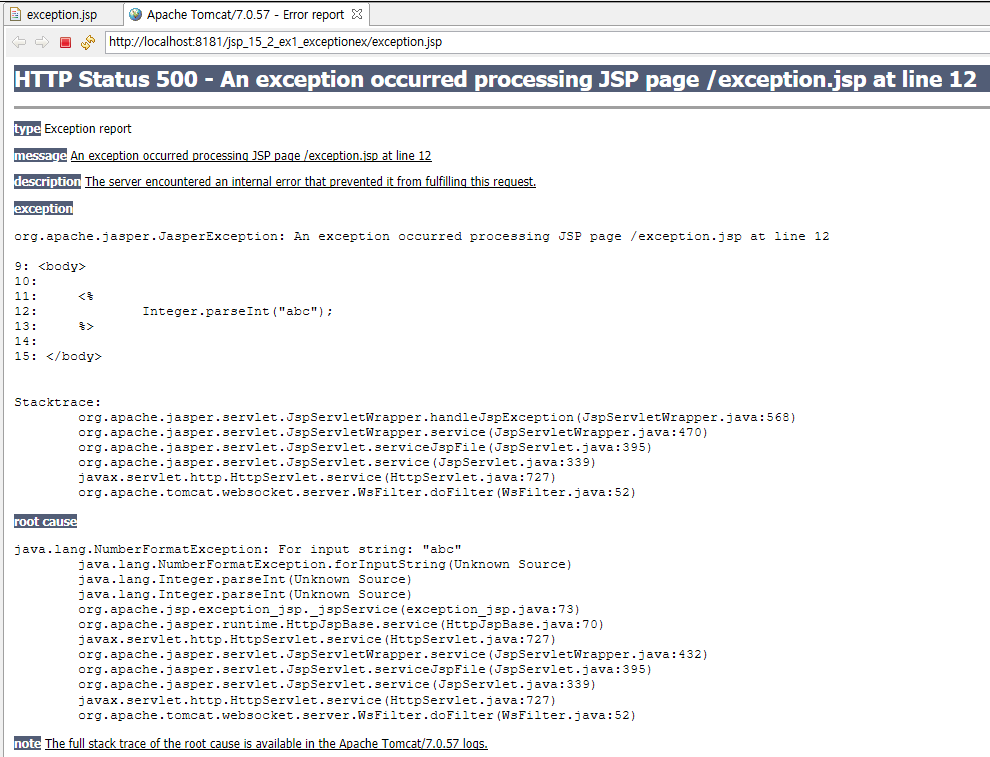 exception.jsp
Apache Tomcat/7.0.57 - Error report
http://localhost:8181/jsp_15_2_ex1_exceptionex/exception.jsp
HTTP Status 500 - An exception occurred processing JSP page /exception.jsp at line 12
type Exception report
message An exception occurred processing JSP page /exception.jsp at line 12
description The server encountered an internal error that prevented it from fulfilling this request.
exception
org.apache.jasper.JasperException: An exception occurred processing JSP page /exception.jsp at line 12
9: <body>
10:
11:     <%
12:             Integer.parseInt("abc");
13:     %>
14:
15: </body>
Stacktrace:
org.apache.jasper.servlet.JspServletWrapper.handleJspException(JspServletWrapper.java:568)
org.apache.jasper.servlet.JspServletWrapper.service(JspServletWrapper.java:470)
org.apache.jasper.servlet.JspServlet.serviceJspFile(JspServlet.java:395)
org.apache.jasper.servlet.JspServlet.service(JspServlet.java:339)
javax.servlet.http.HttpServlet.service(HttpServlet.java:727)
org.apache.tomcat.websocket.server.WsFilter.doFilter(WsFilter.java:52)
root cause
java.lang.NumberFormatException: For input string: "abc"
java.lang.NumberFormatException.forInputString(Unknown Source)
java.lang.Integer.parseInt(Unknown Source)
java.lang.Integer.parseInt(Unknown Source)
org.apache.jsp.exception_jsp._jspService(exception_jsp.java:73)
org.apache.jasper.runtime.HttpJspBase.service(HttpJspBase.java:70)
javax.servlet.http.HttpServlet.service(HttpServlet.java:727)
org.apache.jasper.servlet.JspServletWrapper.service(JspServletWrapper.java:432)
org.apache.jasper.servlet.JspServlet.serviceJspFile(JspServlet.java:395)
org.apache.jasper.servlet.JspServlet.service(JspServlet.java:339)
javax.servlet.http.HttpServlet.service(HttpServlet.java:727)
org.apache.tomcat.websocket.server.WsFilter.doFilter(WsFilter.java:52)
note The full stack trace of the root cause is available in the Apache Tomcat/7.0.57 logs.